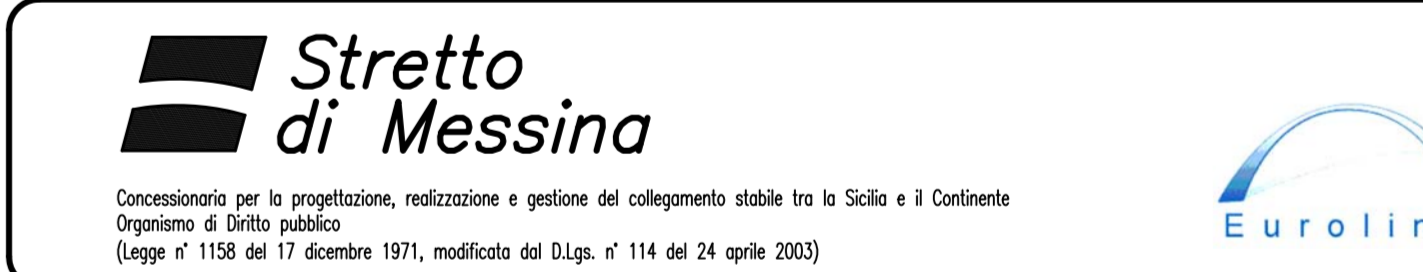 Stretto
di Messina
Concessionaria per la progettazione, realizzazione e gestione del collegamento stabile tra la Sicilia e il Continente
Organismo di Diritto pubblico
(Legge n° 1158 del 17 dicembre 1971, modificata dal D.Lgs. n° 114 del 24 aprile 2003)